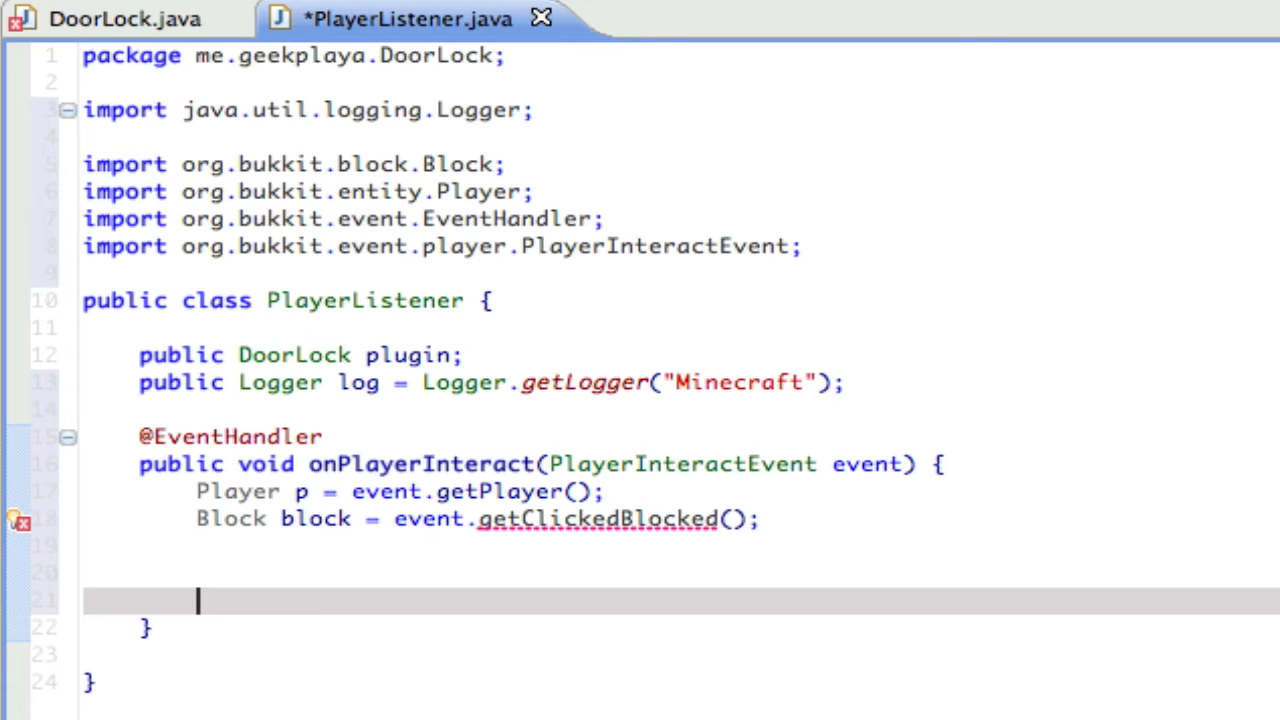 DoorLock.java *PlayerListener.java
1 package me.geekplaya.DoorLock;
2
3 import java.util.logging.Logger;
4
5 import org.bukkit.block.Block;
6 import org.bukkit.entity.Player;
7 import org.bukkit.event.EventHandler;
8 import org.bukkit.event.player.PlayerInteractEvent;
9
10 public class PlayerListener {
11
12 public DoorLock plugin;
13 public Logger log = Logger.getLogger("Minecraft");
14
15 @EventHandler
16 public void onPlayerInteract(PlayerInteractEvent event) {
17 Player p = event.getPlayer();
18 Block block = event.getClickedBlocked();
19
20
21
22 }
23
24 }